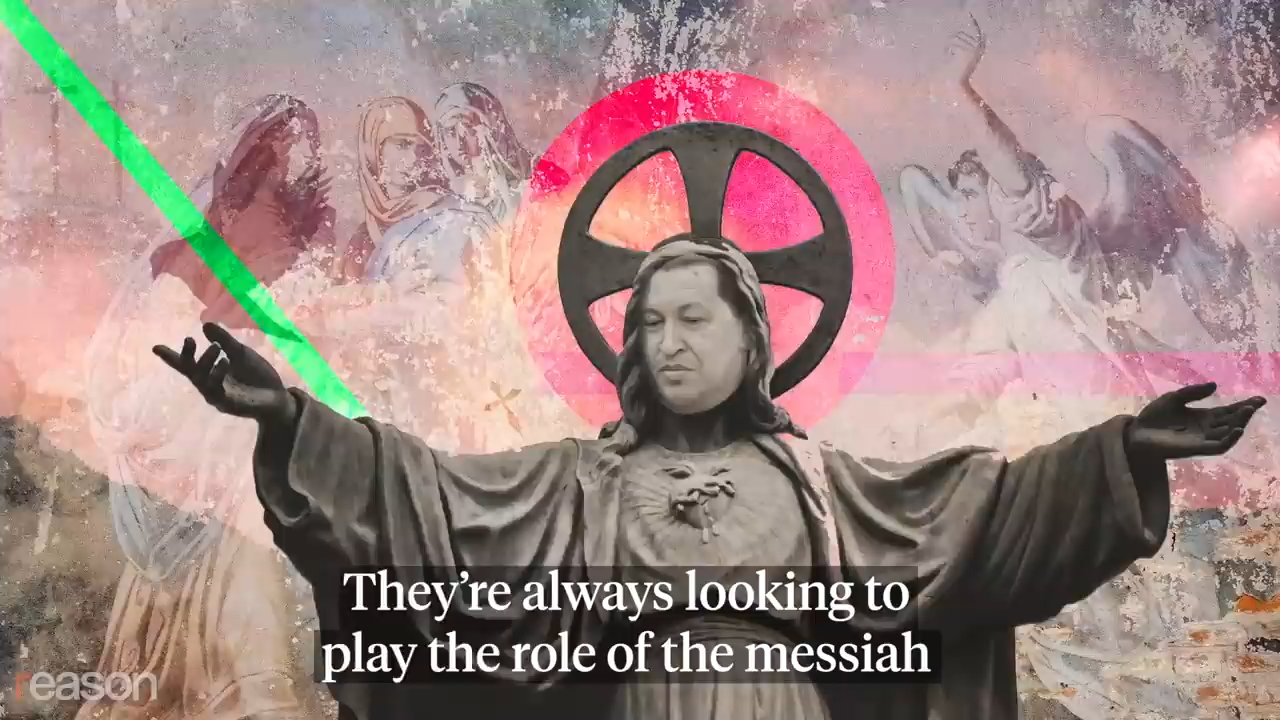 They're always looking to
play the role of the messiah
reason